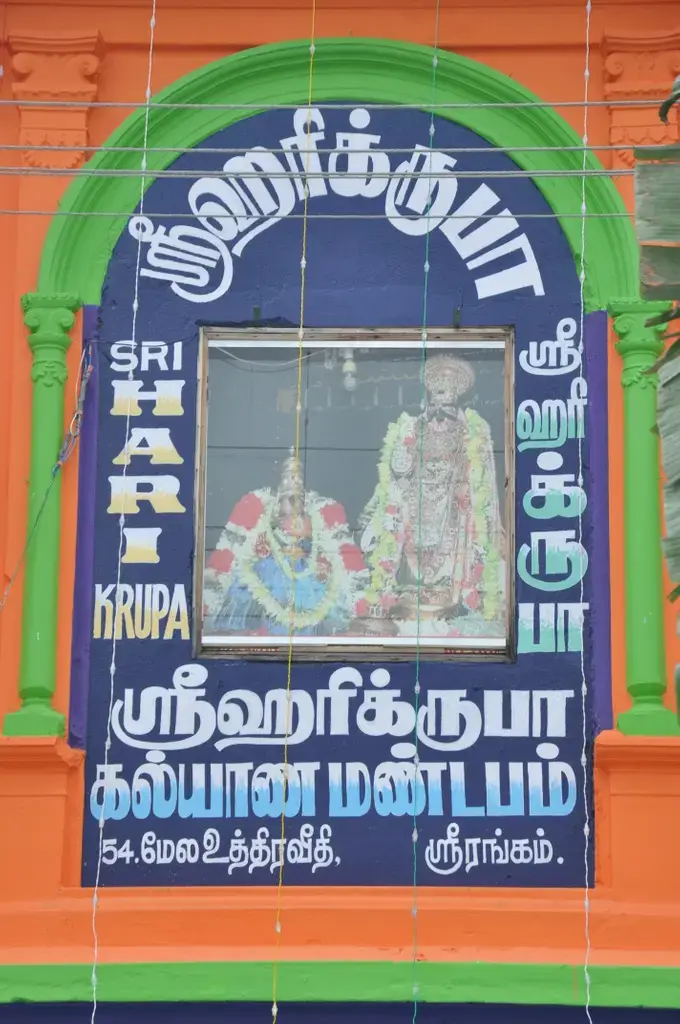 ஸ்ரீஹரிக்ருபா
SRI
HARI
KRUPA
ஸ்ரீ
ஹரி
க்
ரு
பா
ஸ்ரீஹரிக்ருபா
கல்யாண மண்டபம்
54.மேல உத்திரவீதி, ஸ்ரீரங்கம்.